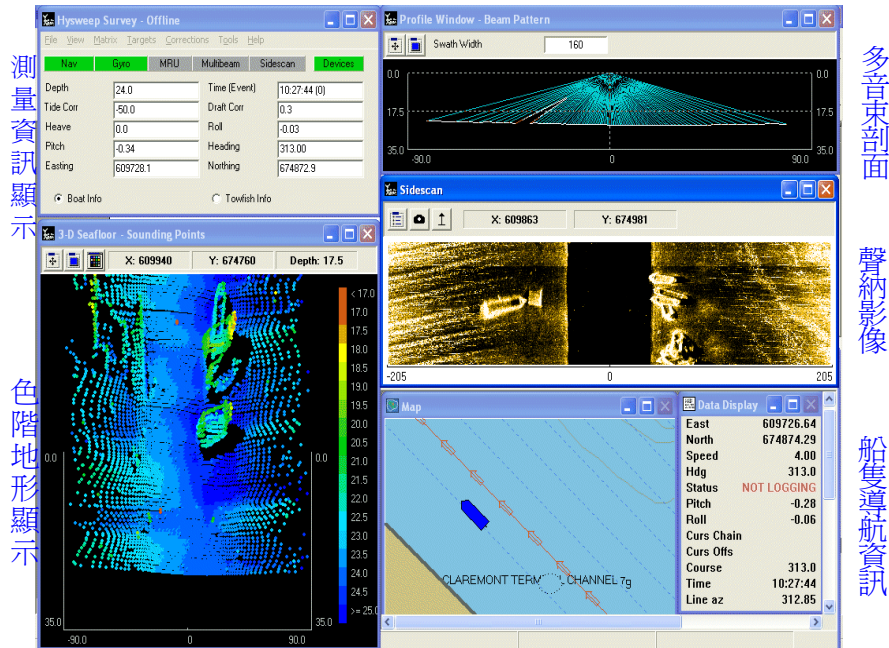 測量資訊顯示
色階地形顯示
Hysweep Survey - Offline
File View Matrix Targets Corrections Tools Help
Nav Gyro MRU Multibeam Sidescan Devices
Depth 24.0 Time (Event) 10:27:44 (0)
Tide Corr -50.0 Draft Corr 0.3
Heave 0.0 Roll -0.03
Pitch -0.34 Heading 313.00
Easting 609728.1 Northing 674872.9
Boat Info Towfish Info
3-D Seafloor - Sounding Points
X: 609940 Y: 674760 Depth: 17.5
< 17.0
17.0
17.5
18.0
18.5
19.0
19.5
20.0
20.5
21.0
21.5
22.0
22.5
23.0
23.5
24.0
24.5
>= 25.0
0.0 0.0
35.0 35.0
-90.0 0 90.0
Profile Window - Beam Pattern
Swath Width 160
0.0 0.0
17.5 17.5
35.0 35.0
-90.0 0 90.0
Sidescan
X: 609863 Y: 674981
-205 0 205
Map
CLAREMONT TERM L CHANNEL 7g
Data Display
East 609726.64
North 674874.29
Speed 4.00
Hdg 313.0
Status NOT LOGGING
Pitch -0.28
Roll -0.06
Curs Chain
Curs Offs
Course 313.0
Time 10:27:44
Line az 312.85
多音束剖面
聲納影像
船隻導航資訊